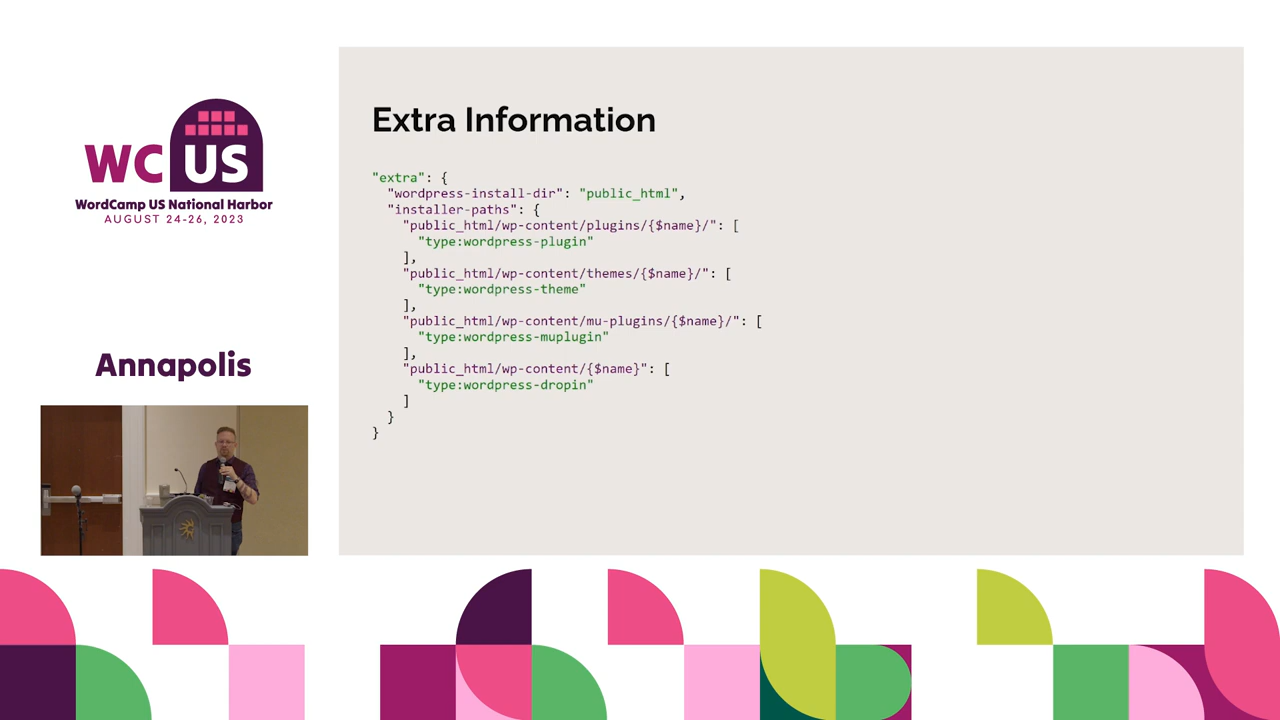 WC US
WordCamp US National Harbor
AUGUST 24-26, 2023
Annapolis
Extra Information
"extra": {
  "wordpress-install-dir": "public_html",
  "installer-paths": {
    "public_html/wp-content/plugins/{$name}/": [
      "type:wordpress-plugin"
    ],
    "public_html/wp-content/themes/{$name}/": [
      "type:wordpress-theme"
    ],
    "public_html/wp-content/mu-plugins/{$name}/": [
      "type:wordpress-muplugin"
    ],
    "public_html/wp-content/{$name}": [
      "type:wordpress-dropin"
    ]
  }
}